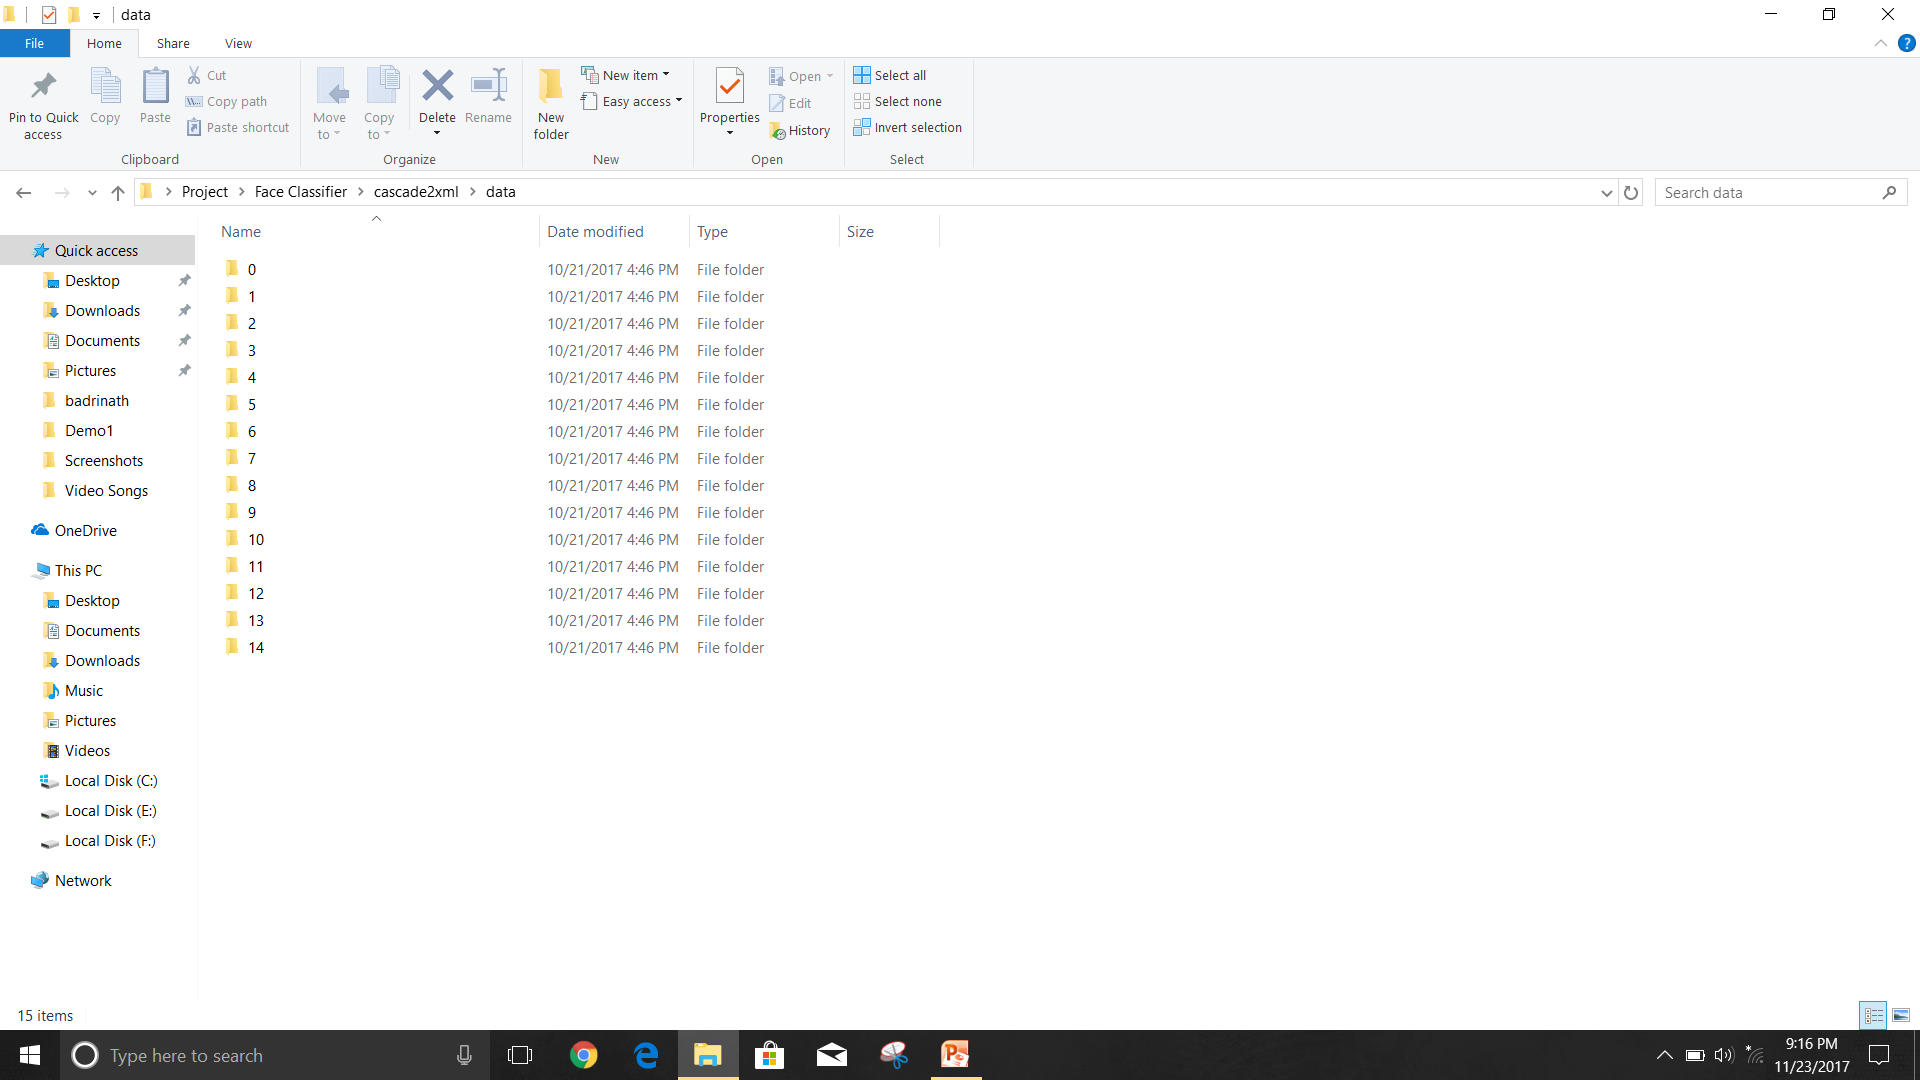 data
File Home Share View
Pin to Quick access
Copy
Paste
Cut
Copy path
Paste shortcut
Clipboard
Move to
Copy to
Delete
Rename
Organize
New folder
New item
Easy access
New
Properties
Open
Edit
History
Open
Select all
Select none
Invert selection
Select
Project Face Classifier cascade2xml data
Search data
Name Date modified Type Size
Quick access
Desktop
Downloads
Documents
Pictures
badrinath
Demo1
Screenshots
Video Songs
OneDrive
This PC
Desktop
Documents
Downloads
Music
Pictures
Videos
Local Disk (C:)
Local Disk (E:)
Local Disk (F:)
Network
0 10/21/2017 4:46 PM File folder
1 10/21/2017 4:46 PM File folder
2 10/21/2017 4:46 PM File folder
3 10/21/2017 4:46 PM File folder
4 10/21/2017 4:46 PM File folder
5 10/21/2017 4:46 PM File folder
6 10/21/2017 4:46 PM File folder
7 10/21/2017 4:46 PM File folder
8 10/21/2017 4:46 PM File folder
9 10/21/2017 4:46 PM File folder
10 10/21/2017 4:46 PM File folder
11 10/21/2017 4:46 PM File folder
12 10/21/2017 4:46 PM File folder
13 10/21/2017 4:46 PM File folder
14 10/21/2017 4:46 PM File folder
15 items
Type here to search
9:16 PM
11/23/2017